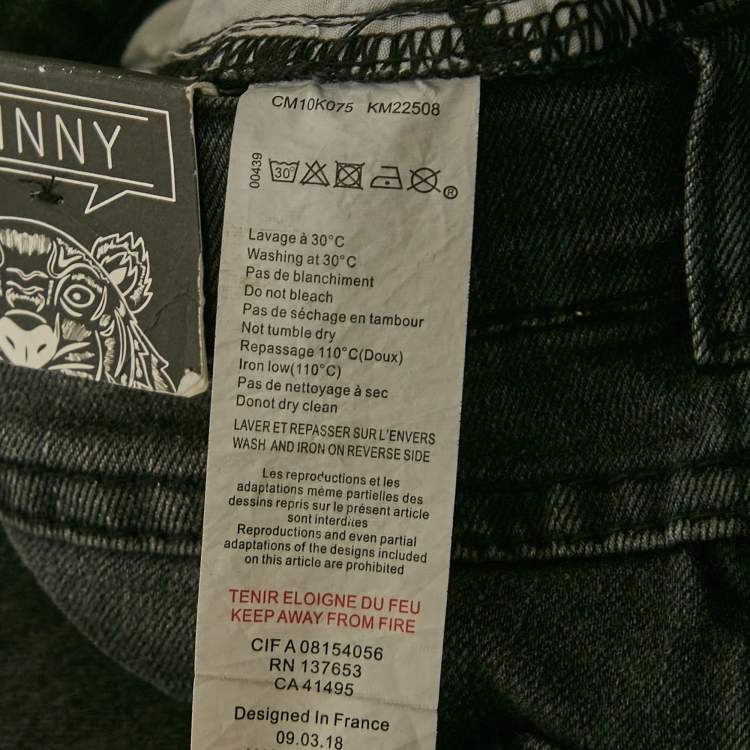 CM10K075 KM22508
00439
30°
®
Lavage à 30°C
Washing at 30°C
Pas de blanchiment
Do not bleach
Pas de séchage en tambour
Not tumble dry
Repassage 110°C(Doux)
Iron low(110°C)
Pas de nettoyage à sec
Donot dry clean
LAVER ET REPASSER SUR L'ENVERS
WASH AND IRON ON REVERSE SIDE
Les reproductions et les
adaptations même partielles des
dessins repris sur le présent article
sont interdites
Reproductions and even partial
adaptations of the designs included
on this article are prohibited
TENIR ELOIGNE DU FEU
KEEP AWAY FROM FIRE
CIF A 08154056
RN 137653
CA 41495
Designed In France
09.03.18